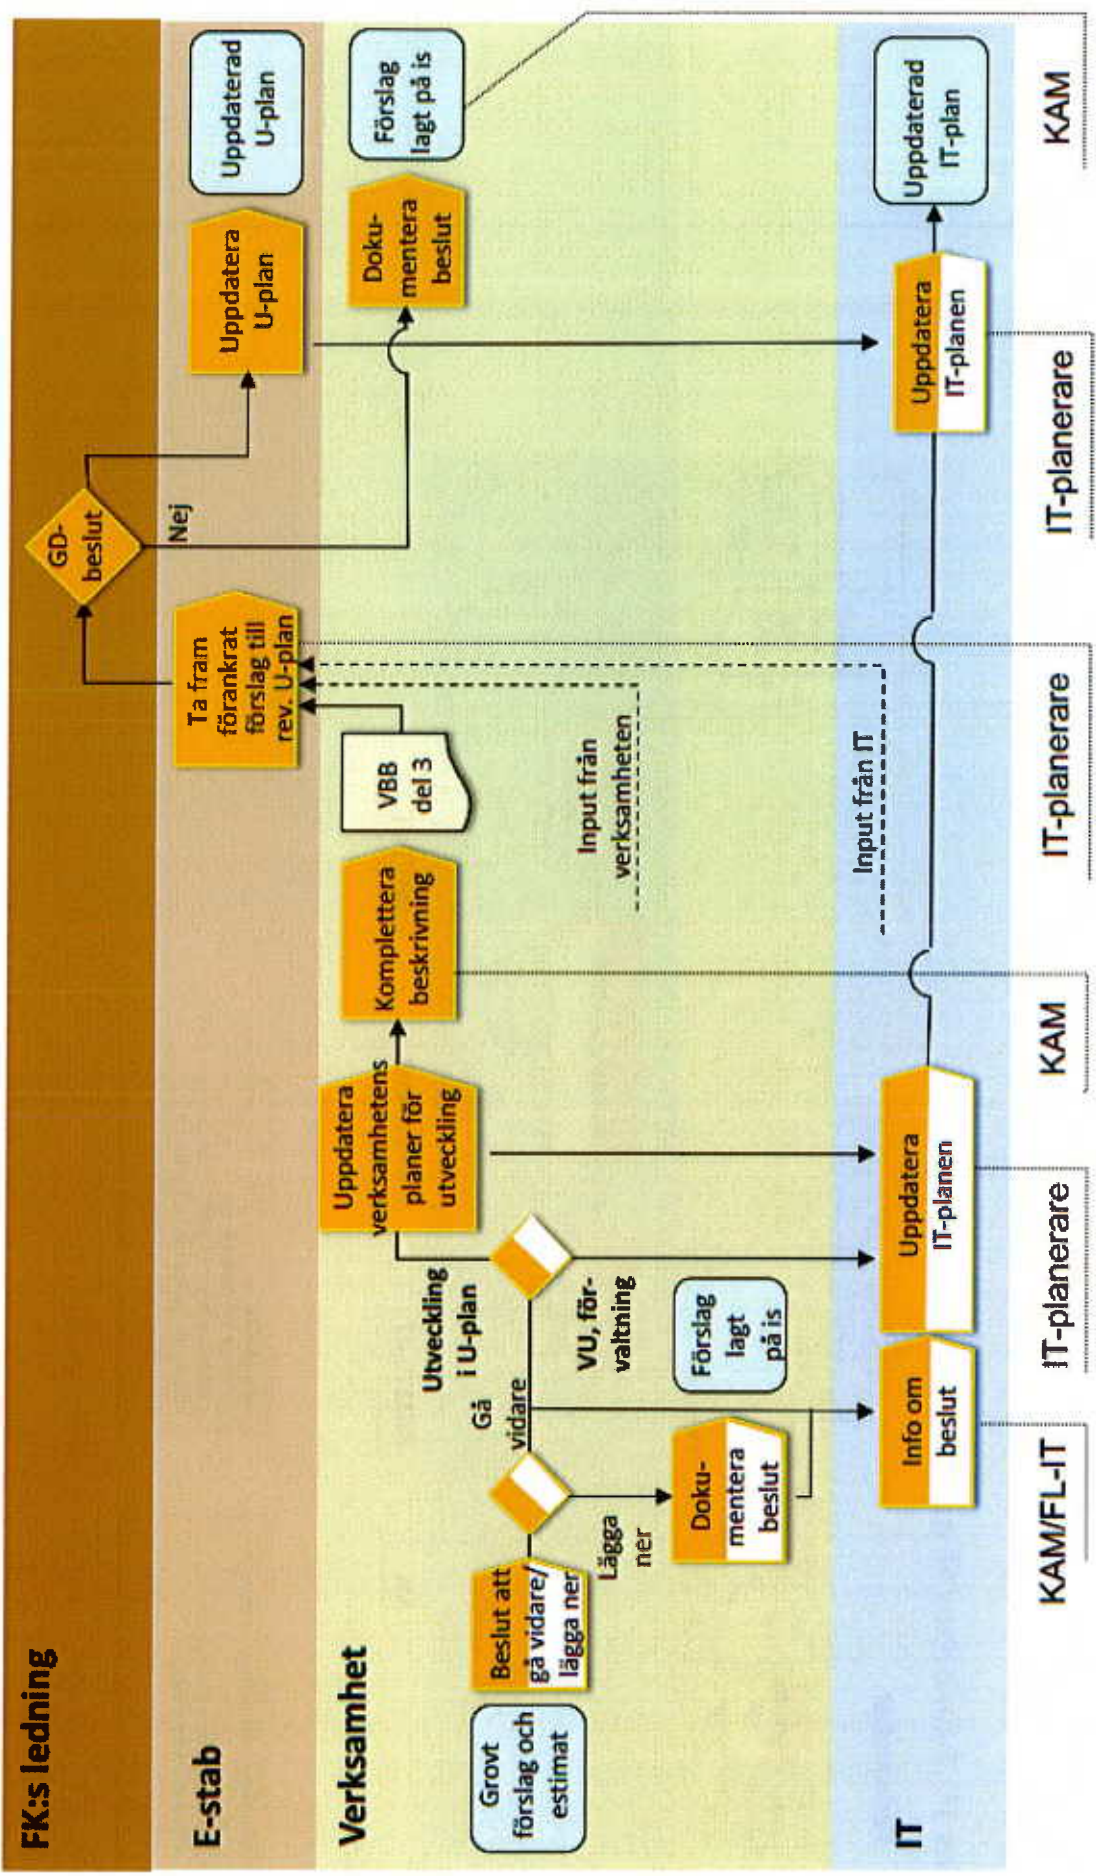 FK:s ledning
GD-
beslut
E-stab
Ta fram
förankrat
förslag till
rev. U-plan
Nej
Uppdatera
U-plan
Uppdaterad
U-plan
Verksamhet
Grovt
förslag och
estimat
Beslut att
gå vidare/
lägga ner
Gå
vidare
Lägga
ner
Doku-
mentera
beslut
Förslag
lagt
på is
Utveckling
i U-plan
VU, för-
valtning
Uppdatera
verksamhetens
planer för
utveckling
Komplettera
beskrivning
VBB
del 3
Input från
verksamheten
Doku-
mentera
beslut
Förslag
lagt på is
IT
Info om
beslut
Uppdatera
IT-planen
Input från IT
Uppdatera
IT-planen
Uppdaterad
IT-plan
KAM/FL-IT
IT-planerare
KAM
IT-planerare
IT-planerare
KAM